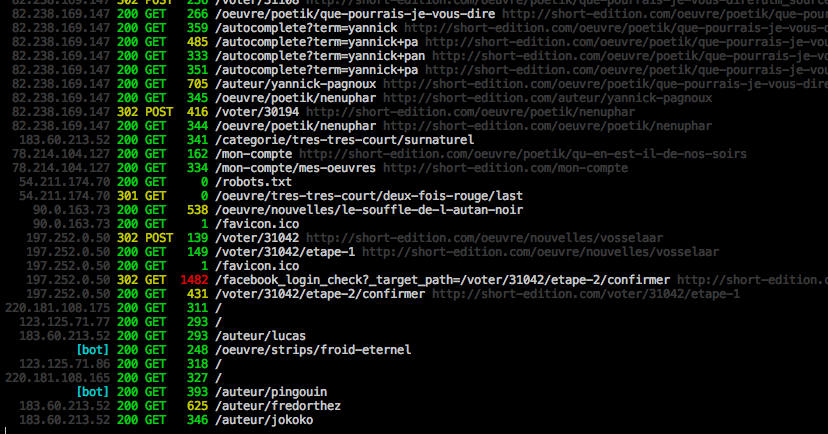 82.238.169.147 302 POST 236 /voter/31108
82.238.169.147 200 GET 266 /oeuvre/poetik/que-pourrais-je-vous-dire http://short-edition.com/oeuvre/poetik/que-pourrais-je-vous-direutm_sourc
82.238.169.147 200 GET 359 /autocomplete?term=yannick http://short-edition.com/oeuvre/poetik/que-pourrais-je-vous-d
82.238.169.147 200 GET 485 /autocomplete?term=yannick+pa http://short-edition.com/oeuvre/poetik/que-pourrais-je-vou
82.238.169.147 200 GET 333 /autocomplete?term=yannick+pan http://short-edition.com/oeuvre/poetik/que-pourrais-je-vo
82.238.169.147 200 GET 351 /autocomplete?term=yannick+pa http://short-edition.com/oeuvre/poetik/que-pourrais-je-vou
82.238.169.147 200 GET 705 /auteur/yannick-pagnoux http://short-edition.com/oeuvre/poetik/que-pourrais-je-vous-dire
82.238.169.147 200 GET 345 /oeuvre/poetik/nenuphar http://short-edition.com/auteur/yannick-pagnoux
82.238.169.147 302 POST 416 /voter/30194 http://short-edition.com/oeuvre/poetik/nenuphar
82.238.169.147 200 GET 344 /oeuvre/poetik/nenuphar http://short-edition.com/oeuvre/poetik/nenuphar
183.60.213.52 200 GET 341 /categorie/tres-tres-court/surnaturel
78.214.104.127 200 GET 162 /mon-compte http://short-edition.com/oeuvre/poetik/qu-en-est-il-de-nos-soirs
78.214.104.127 200 GET 334 /mon-compte/mes-oeuvres http://short-edition.com/mon-compte
54.211.174.70 200 GET 0 /robots.txt
54.211.174.70 301 GET 0 /oeuvre/tres-tres-court/deux-fois-rouge/last
90.0.163.73 200 GET 538 /oeuvre/nouvelles/le-souffle-de-l-autan-noir
90.0.163.73 200 GET 1 /favicon.ico
197.252.0.50 302 POST 139 /voter/31042 http://short-edition.com/oeuvre/nouvelles/vosselaar
197.252.0.50 200 GET 149 /voter/31042/etape-1 http://short-edition.com/oeuvre/nouvelles/vosselaar
197.252.0.50 200 GET 1 /favicon.ico
197.252.0.50 302 GET 1482 /facebook_login_check?_target_path=/voter/31042/etape-2/confirmer http://short-edition.c
197.252.0.50 200 GET 431 /voter/31042/etape-2/confirmer http://short-edition.com/voter/31042/etape-1
220.181.108.175 200 GET 311 /
123.125.71.77 200 GET 293 /
183.60.213.52 200 GET 293 /auteur/lucas
[bot] 200 GET 248 /oeuvre/strips/froid-eternel
123.125.71.86 200 GET 318 /
220.181.108.165 200 GET 327 /
[bot] 200 GET 393 /auteur/pingouin
183.60.213.52 200 GET 625 /auteur/fredorthez
183.60.213.52 200 GET 346 /auteur/jokoko